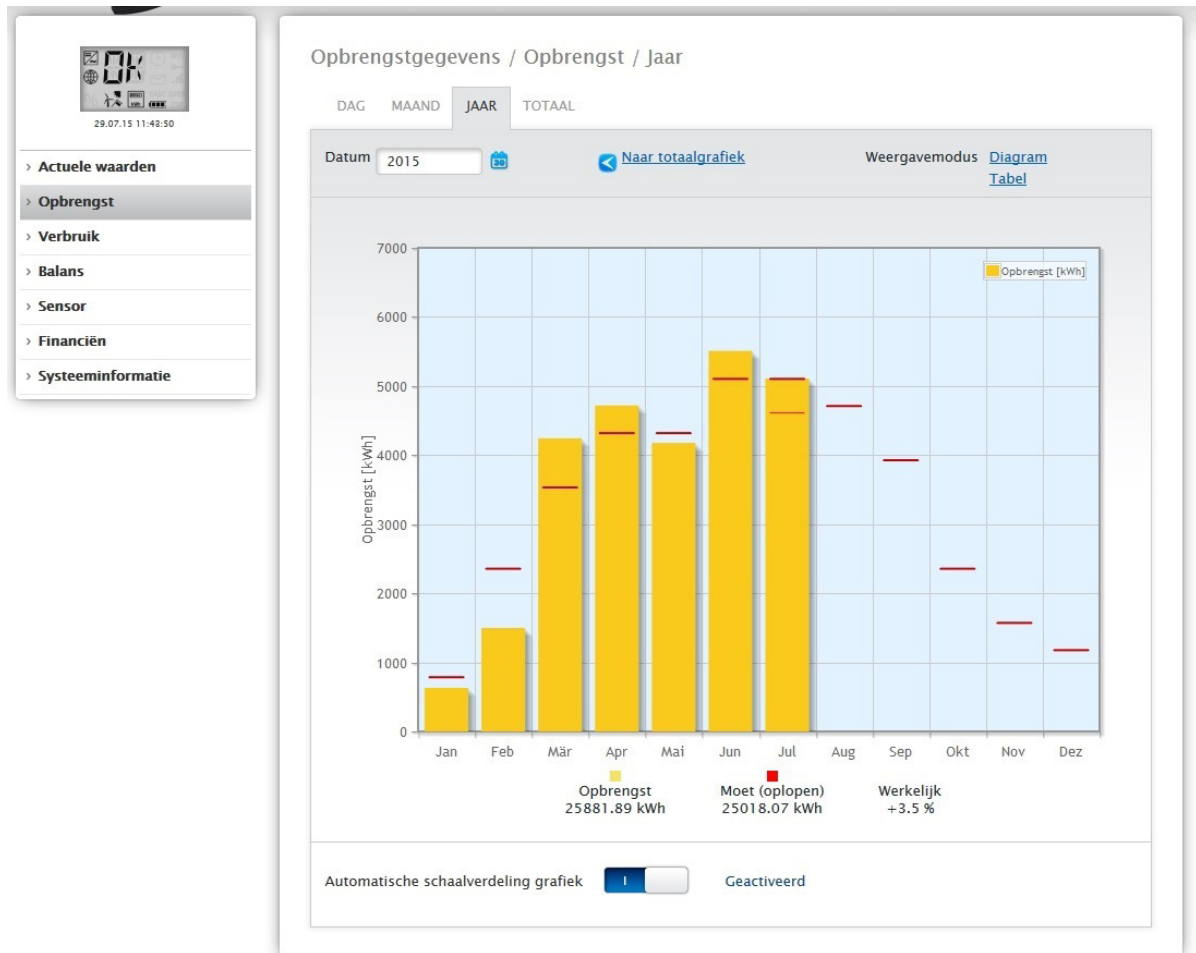 OK
29.07.15 11:48:50
› Actuele waarden
› Opbrengst
› Verbruik
› Balans
› Sensor
› Financiën
› Systeeminformatie
Opbrengstgegevens / Opbrengst / Jaar
DAG MAAND JAAR TOTAAL
Datum 2015 30 Naar totaalgrafiek Weergavemodus Diagram
Tabel
Opbrengst [kWh]
Opbrengst [kWh]
7000
6000
5000
4000
3000
2000
1000
0
Jan Feb Mär Apr Mai Jun Jul Aug Sep Okt Nov Dez
Opbrengst Moet (oplopen) Werkelijk
25881.89 kWh 25018.07 kWh +3.5 %
Automatische schaalverdeling grafiek I Geactiveerd